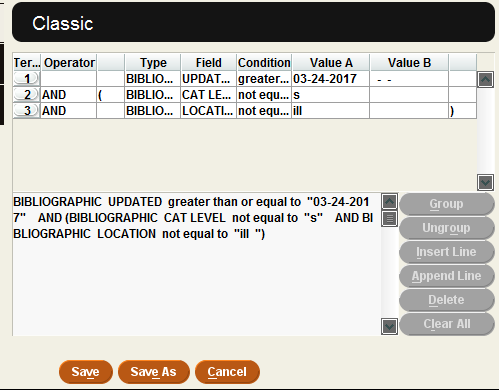 Classic
Ter... Operator Type Field Condition Value A Value B
1 BIBLIO... UPDAT... greater... 03-24-2017 - -
2 AND ( BIBLIO... CAT LE... not equ... s
3 AND BIBLIO... LOCATI... not equ... ill )
BIBLIOGRAPHIC UPDATED greater than or equal to "03-24-201
7" AND (BIBLIOGRAPHIC CAT LEVEL not equal to "s" AND BI
BLIOGRAPHIC LOCATION not equal to "ill ")
Group
Ungroup
Insert Line
Append Line
Delete
Clear All
Save Save As Cancel